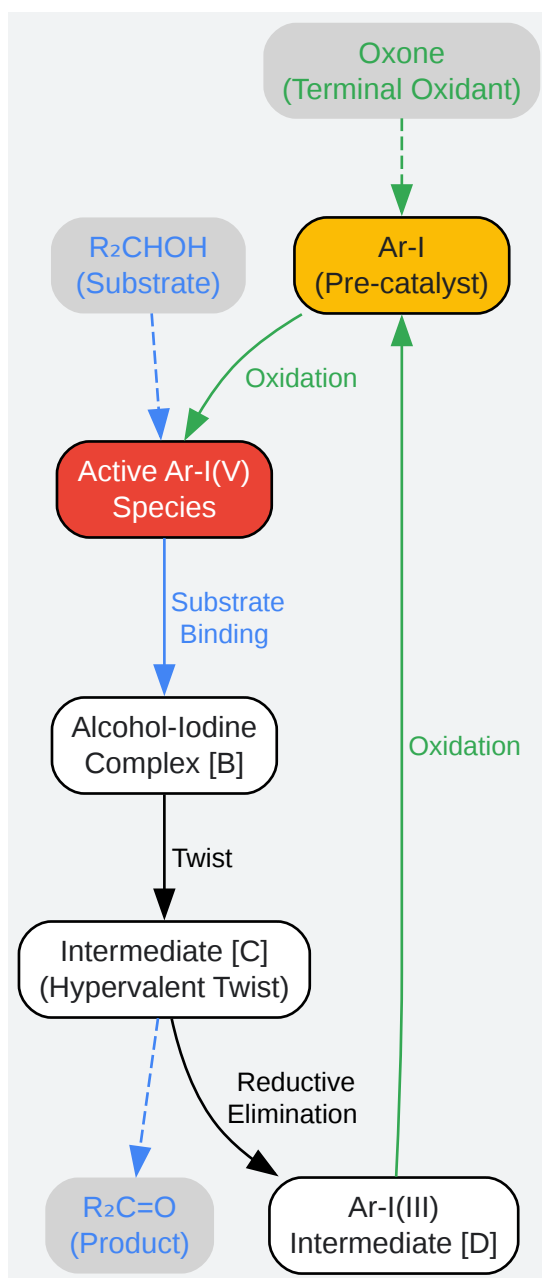 Oxone
(Terminal Oxidant)
R₂CHOH
(Substrate)
Ar-I
(Pre-catalyst)
Oxidation
Active Ar-I(V)
Species
Substrate
Binding
Alcohol-Iodine
Complex [B]
Oxidation
Twist
Intermediate [C]
(Hypervalent Twist)
Reductive
Elimination
R₂C=O
(Product)
Ar-I(III)
Intermediate [D]